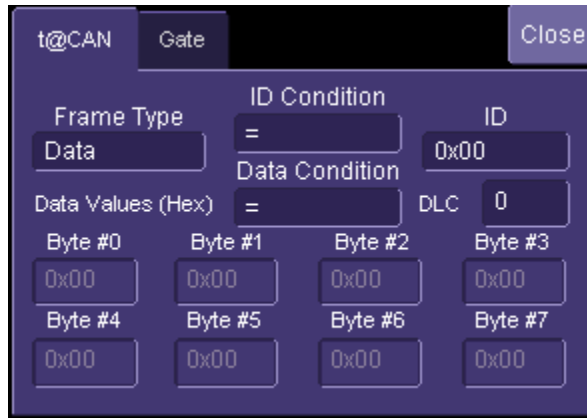 t@CAN Gate Close
ID Condition
Frame Type = ID
Data 0x00
Data Condition
Data Values (Hex) = DLC 0
Byte #0 Byte #1 Byte #2 Byte #3
0x00 0x00 0x00 0x00
Byte #4 Byte #5 Byte #6 Byte #7
0x00 0x00 0x00 0x00